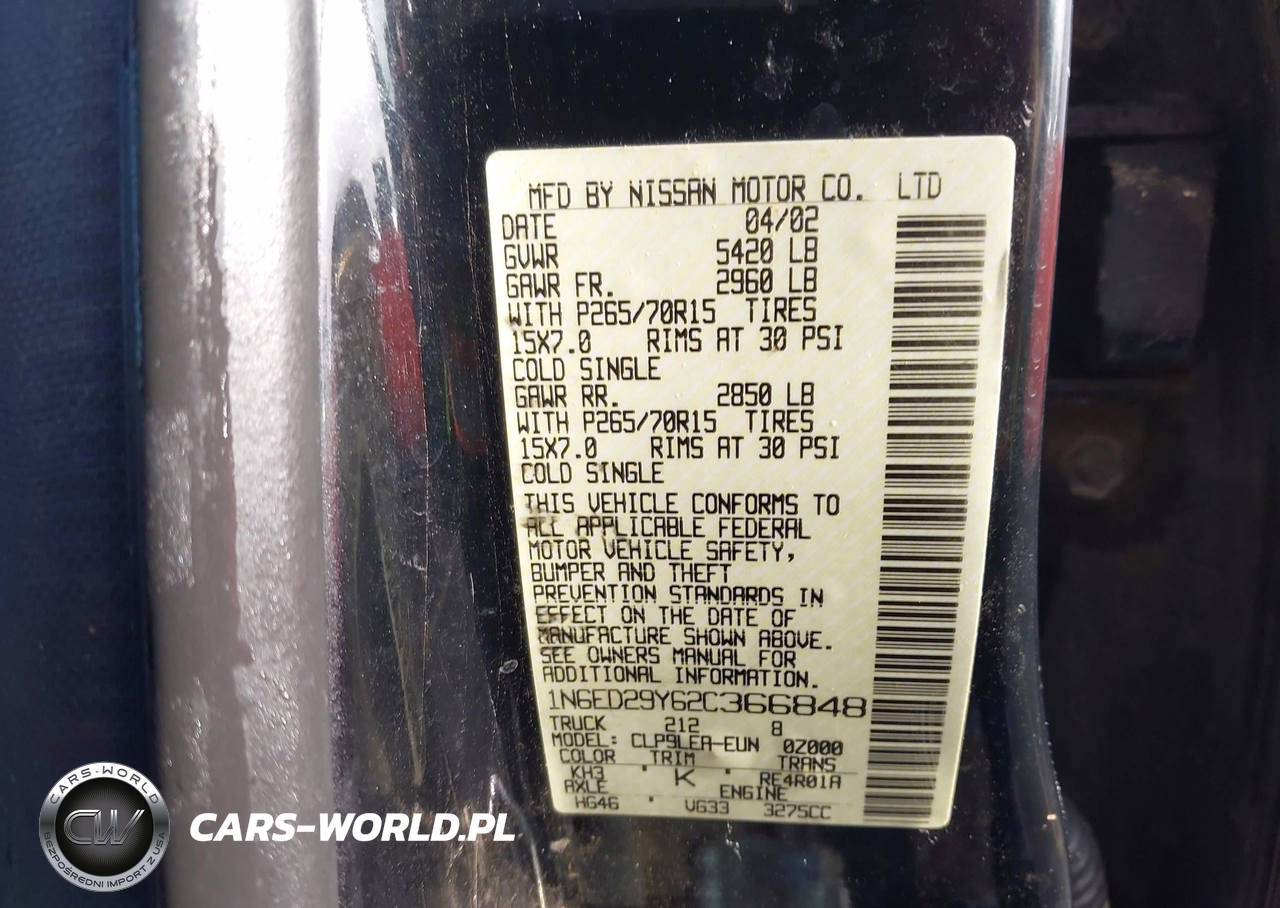 MFD BY NISSAN MOTOR CO. LTD
DATE 04/02
GVWR 5420 LB
GAWR FR. 2960 LB
WITH P265/70R15 TIRES
15X7.0 RIMS AT 30 PSI
COLD SINGLE
GAWR RR. 2850 LB
WITH P265/70R15 TIRES
15X7.0 RIMS AT 30 PSI
COLD SINGLE
THIS VEHICLE CONFORMS TO
ALL APPLICABLE FEDERAL
MOTOR VEHICLE SAFETY,
BUMPER AND THEFT
PREVENTION STANDARDS IN
EFFECT ON THE DATE OF
MANUFACTURE SHOWN ABOVE.
SEE OWNERS MANUAL FOR
ADDITIONAL INFORMATION.
1N6ED29Y62C366848
TRUCK 212 8
MODEL: CLP9LEA-EUN 0Z000
COLOR TRIM TRANS
KH3 K RE4R01A
AXLE ENGINE
HG46 VG33 3275CC
CARS-WORLD
CW
BEZPOŚREDNI IMPORT Z USA
CARS-WORLD.PL